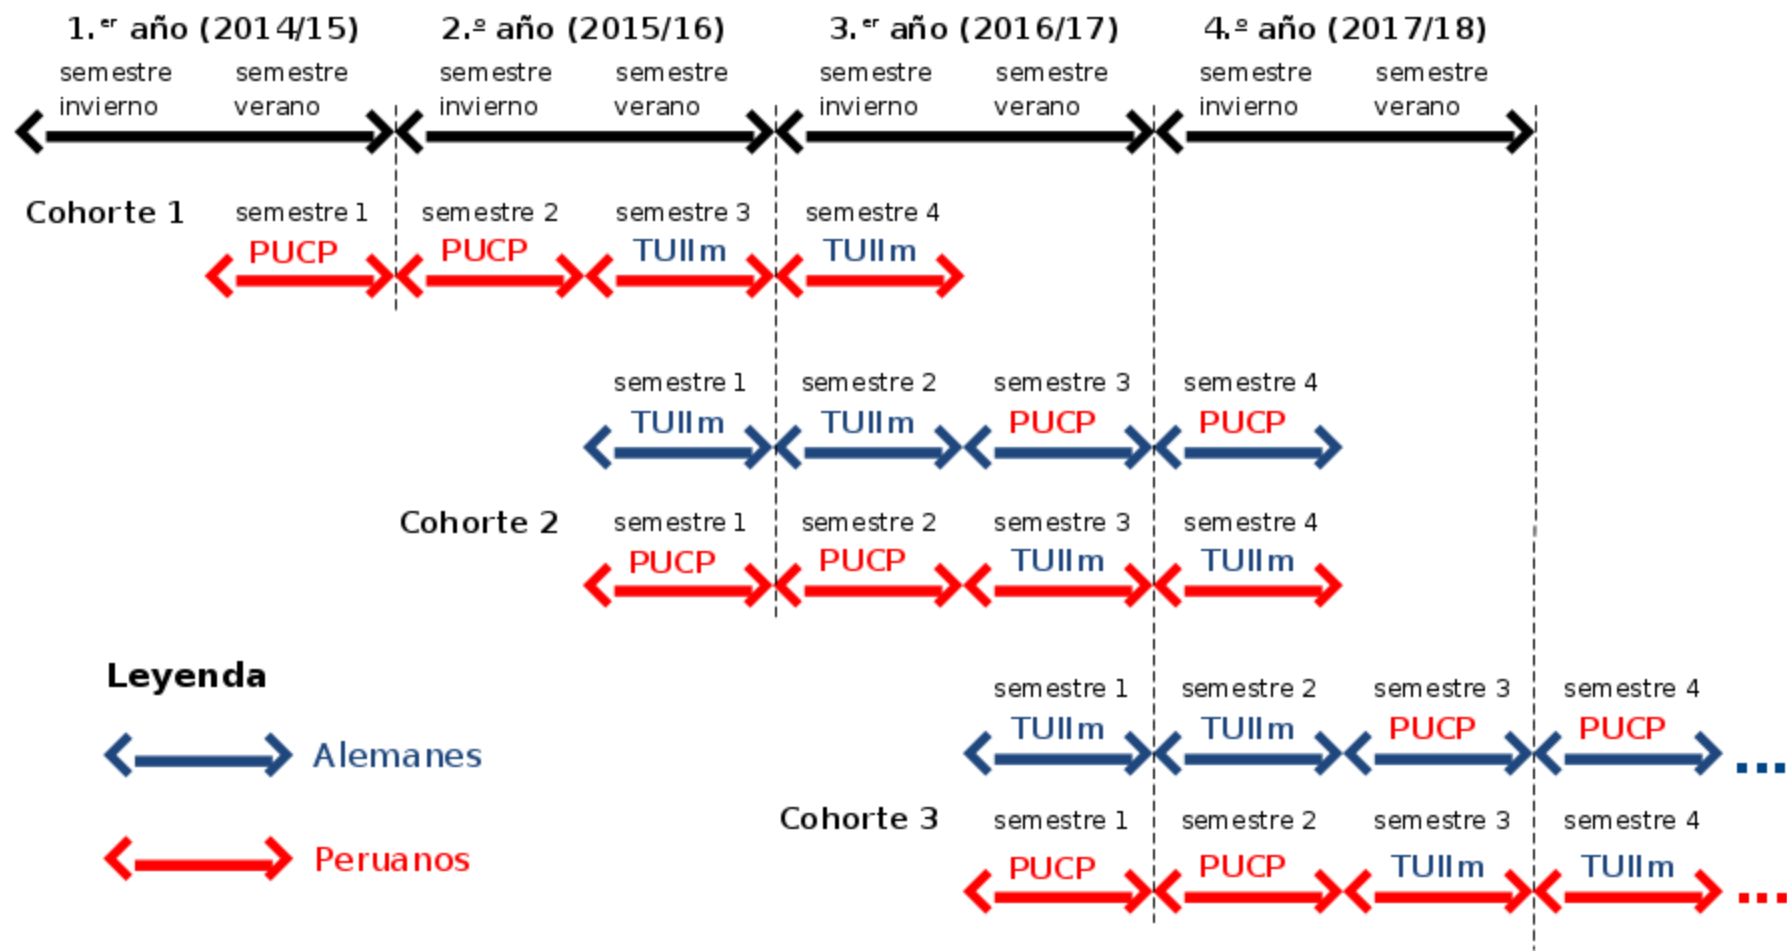 1.er año (2014/15) 2.º año (2015/16) 3.er año (2016/17) 4.º año (2017/18)
semestre semestre semestre semestre semestre semestre semestre semestre
invierno verano invierno verano invierno verano invierno verano
Cohorte 1 semestre 1 semestre 2 semestre 3 semestre 4
PUCP PUCP TUIlm TUIlm
semestre 1 semestre 2 semestre 3 semestre 4
TUIlm TUIlm PUCP PUCP
Cohorte 2 semestre 1 semestre 2 semestre 3 semestre 4
PUCP PUCP TUIlm TUIlm
Leyenda
semestre 1 semestre 2 semestre 3 semestre 4
TUIlm TUIlm PUCP PUCP
Alemanes ...
Cohorte 3 semestre 1 semestre 2 semestre 3 semestre 4
Peruanos PUCP PUCP TUIlm TUIlm
...